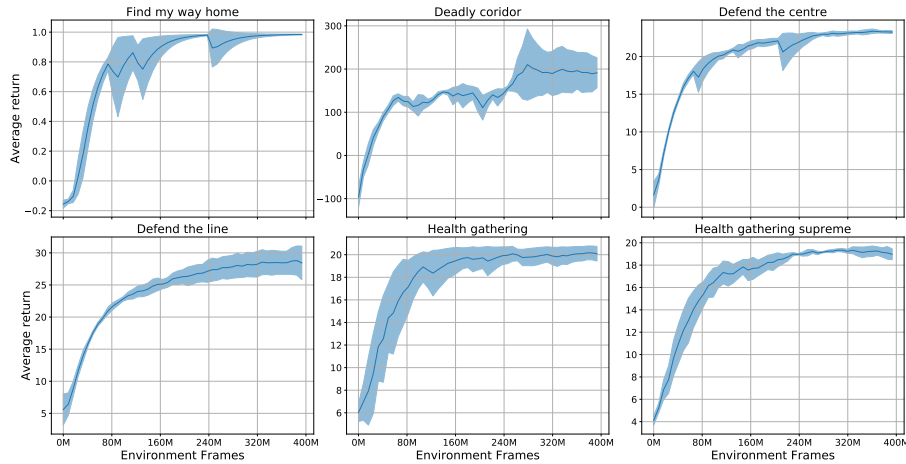 Find my way home
Deadly coridor
Defend the centre
Average return
1.0
0.8
0.6
0.4
0.2
0.0
−0.2
300
200
100
0
−100
20
15
10
5
0
Defend the line
Health gathering
Health gathering supreme
Average return
30
25
20
15
10
5
20
18
16
14
12
10
8
6
20
18
16
14
12
10
8
6
4
0M 80M 160M 240M 320M 400M
0M 80M 160M 240M 320M 400M
0M 80M 160M 240M 320M 400M
Environment Frames
Environment Frames
Environment Frames